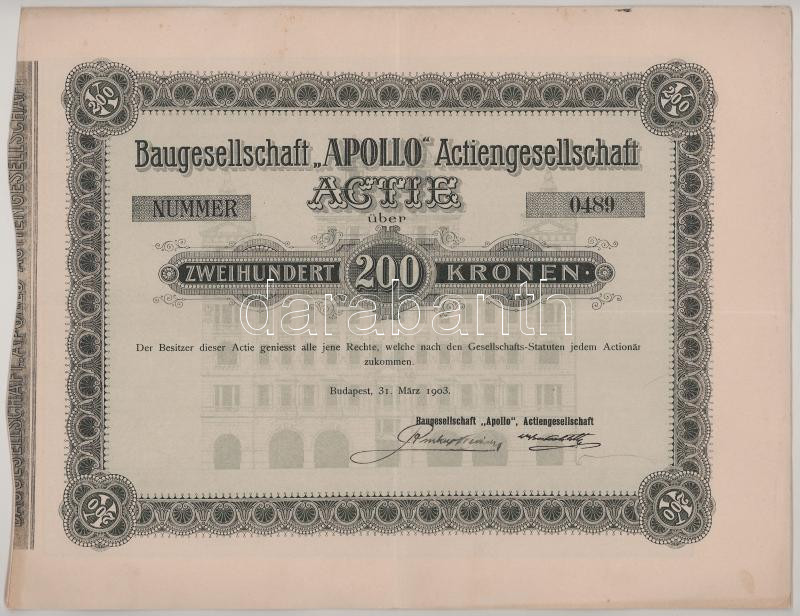 200 200
Baugesellschaft „APOLLO“ Actiengesellschaft
ACTIE
NUMMER 0489
über
ZWEIHUNDERT 200 KRONEN
darabanth
Der Besitzer dieser Actie geniesst alle jene Rechte, welche nach den Gesellschafts-Statuten jedem Actionär
zukommen.
Budapest, 31. März 1903.
Baugesellschaft „Apollo“, Actiengesellschaft
200 200
BAUGESELLSCHAFT „APOLLO“ ACTIENGESELLSCHAFT